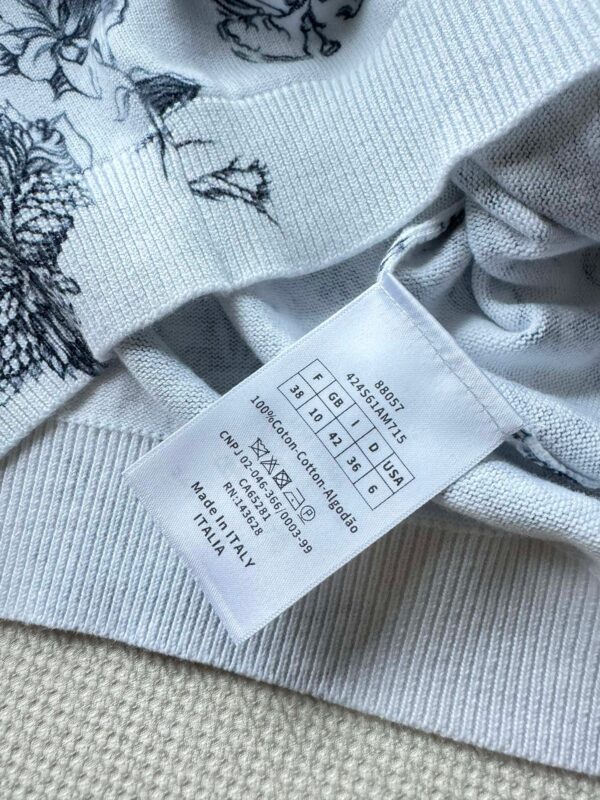 88057
424S61AM715
F GB I D USA
38 10 42 36 6
100%Coton-Cotton-Algodão
CNPJ 02-046-366/0003-99
CA65281
RN:143628
Made In ITALY
ITALIA